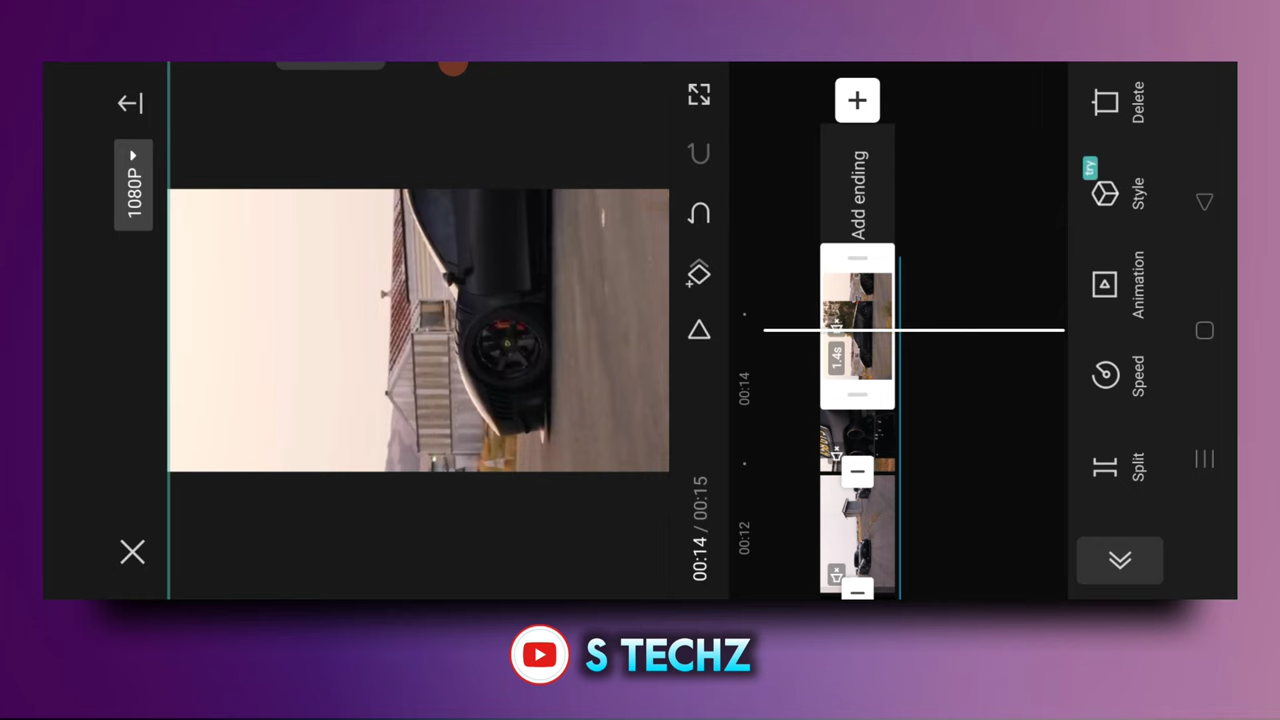 1080P
00:14 / 00:15
00:12
00:14
1.4s
Add ending
Split
Speed
Animation
Style
try
Delete
S TECHZ